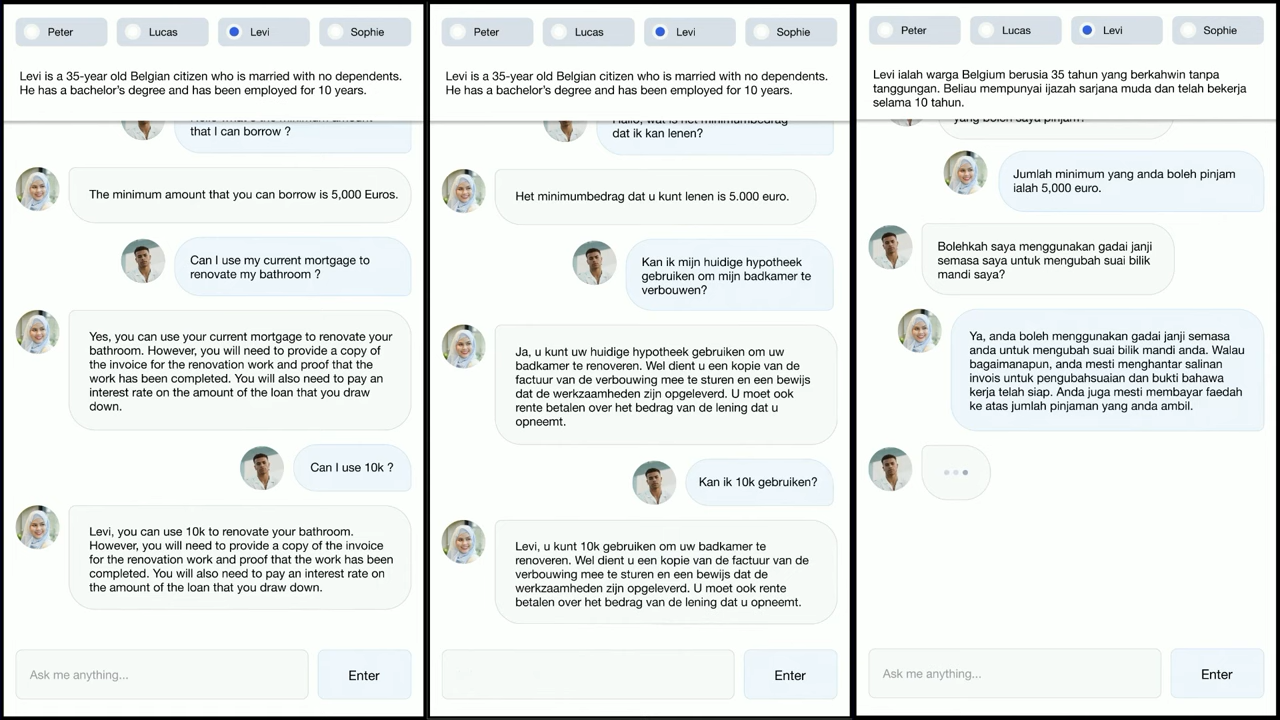 Peter
Lucas
Levi
Sophie
Levi is a 35-year old Belgian citizen who is married with no dependents.
He has a bachelor's degree and has been employed for 10 years.
that I can borrow ?
The minimum amount that you can borrow is 5,000 Euros.
Can I use my current mortgage to
renovate my bathroom ?
Yes, you can use your current mortgage to renovate your
bathroom. However, you will need to provide a copy of
the invoice for the renovation work and proof that the
work has been completed. You will also need to pay an
interest rate on the amount of the loan that you draw
down.
Can I use 10k ?
Levi, you can use 10k to renovate your bathroom.
However, you will need to provide a copy of the invoice
for the renovation work and proof that the work has been
completed. You will also need to pay an interest rate on
the amount of the loan that you draw down.
Ask me anything...
Enter
Peter
Lucas
Levi
Sophie
Levi is a 35-year old Belgian citizen who is married with no dependents.
He has a bachelor's degree and has been employed for 10 years.
Hallo, wat is het minimumbedrag
dat ik kan lenen?
Het minimumbedrag dat u kunt lenen is 5.000 euro.
Kan ik mijn huidige hypotheek
gebruiken om mijn badkamer te
verbouwen?
Ja, u kunt uw huidige hypotheek gebruiken om uw
badkamer te renoveren. Wel dient u een kopie van de
factuur van de verbouwing mee te sturen en een bewijs
dat de werkzaamheden zijn opgeleverd. U moet ook
rente betalen over het bedrag van de lening dat u
opneemt.
Kan ik 10k gebruiken?
Levi, u kunt 10k gebruiken om uw badkamer te
renoveren. Wel dient u een kopie van de factuur van de
verbouwing mee te sturen en een bewijs dat de
werkzaamheden zijn opgeleverd. U moet ook rente
betalen over het bedrag van de lening dat u opneemt.
Enter
Peter
Lucas
Levi
Sophie
Levi ialah warga Belgium berusia 35 tahun yang berkahwin tanpa
tanggungan. Beliau mempunyai ijazah sarjana muda dan telah bekerja
selama 10 tahun.
yang boleh saya pinjam?
Jumlah minimum yang anda boleh pinjam
ialah 5,000 euro.
Bolehkah saya menggunakan gadai janji
semasa saya untuk mengubah suai bilik
mandi saya?
Ya, anda boleh menggunakan gadai janji semasa
anda untuk mengubah suai bilik mandi anda. Walau
bagaimanapun, anda mesti menghantar salinan
invois untuk pengubahsuaian dan bukti bahawa
kerja telah siap. Anda juga mesti membayar faedah
ke atas jumlah pinjaman yang anda ambil.
Ask me anything...
Enter